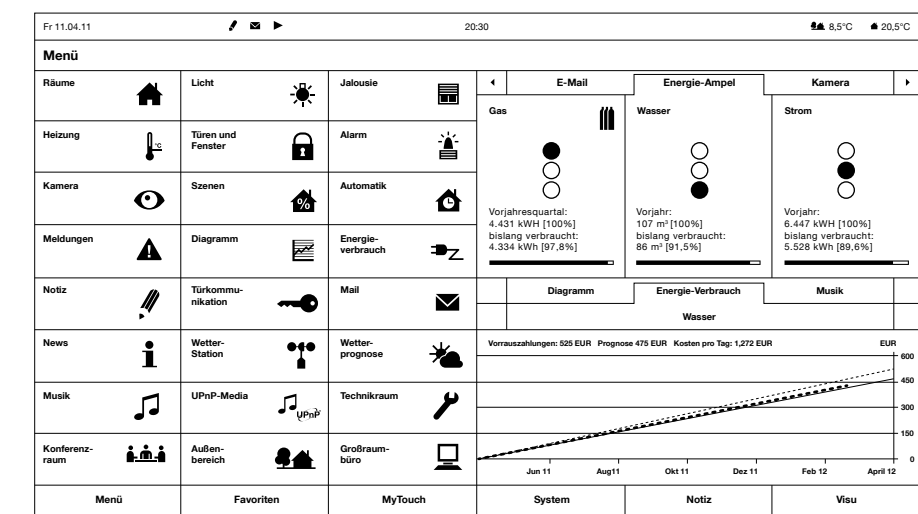 Fr 11.04.11
20:30
8,5°C
20,5°C
Menü
Räume
Licht
Jalousie
Heizung
°C
Türen und
Fenster
Alarm
Kamera
Szenen
%
Automatik
Meldungen
Diagramm
Energie-
verbrauch
Notiz
Türkommu-
nikation
Mail
News
Wetter-
Station
Wetter-
prognose
Musik
UPnP-Media
UPnP
Technikraum
Konferenz-
raum
Außen-
bereich
Großraum-
büro
E-Mail
Energie-Ampel
Kamera
Gas
Wasser
Strom
Vorjahresquartal:
4.431 kWH [100%]
bislang verbraucht:
4.334 kWh [97,8%]
Vorjahr:
107 m³ [100%]
bislang verbraucht:
86 m³ [91,5%]
Vorjahr:
6.447 kWH [100%]
bislang verbraucht:
5.528 kWh [89,6%]
Diagramm
Energie-Verbrauch
Musik
Wasser
Vorrauszahlungen: 525 EUR Prognose 475 EUR Kosten pro Tag: 1,272 EUR
EUR
600
450
300
150
0
Jun 11
Aug11
Okt 11
Dez 11
Feb 12
April 12
Menü
Favoriten
MyTouch
System
Notiz
Visu